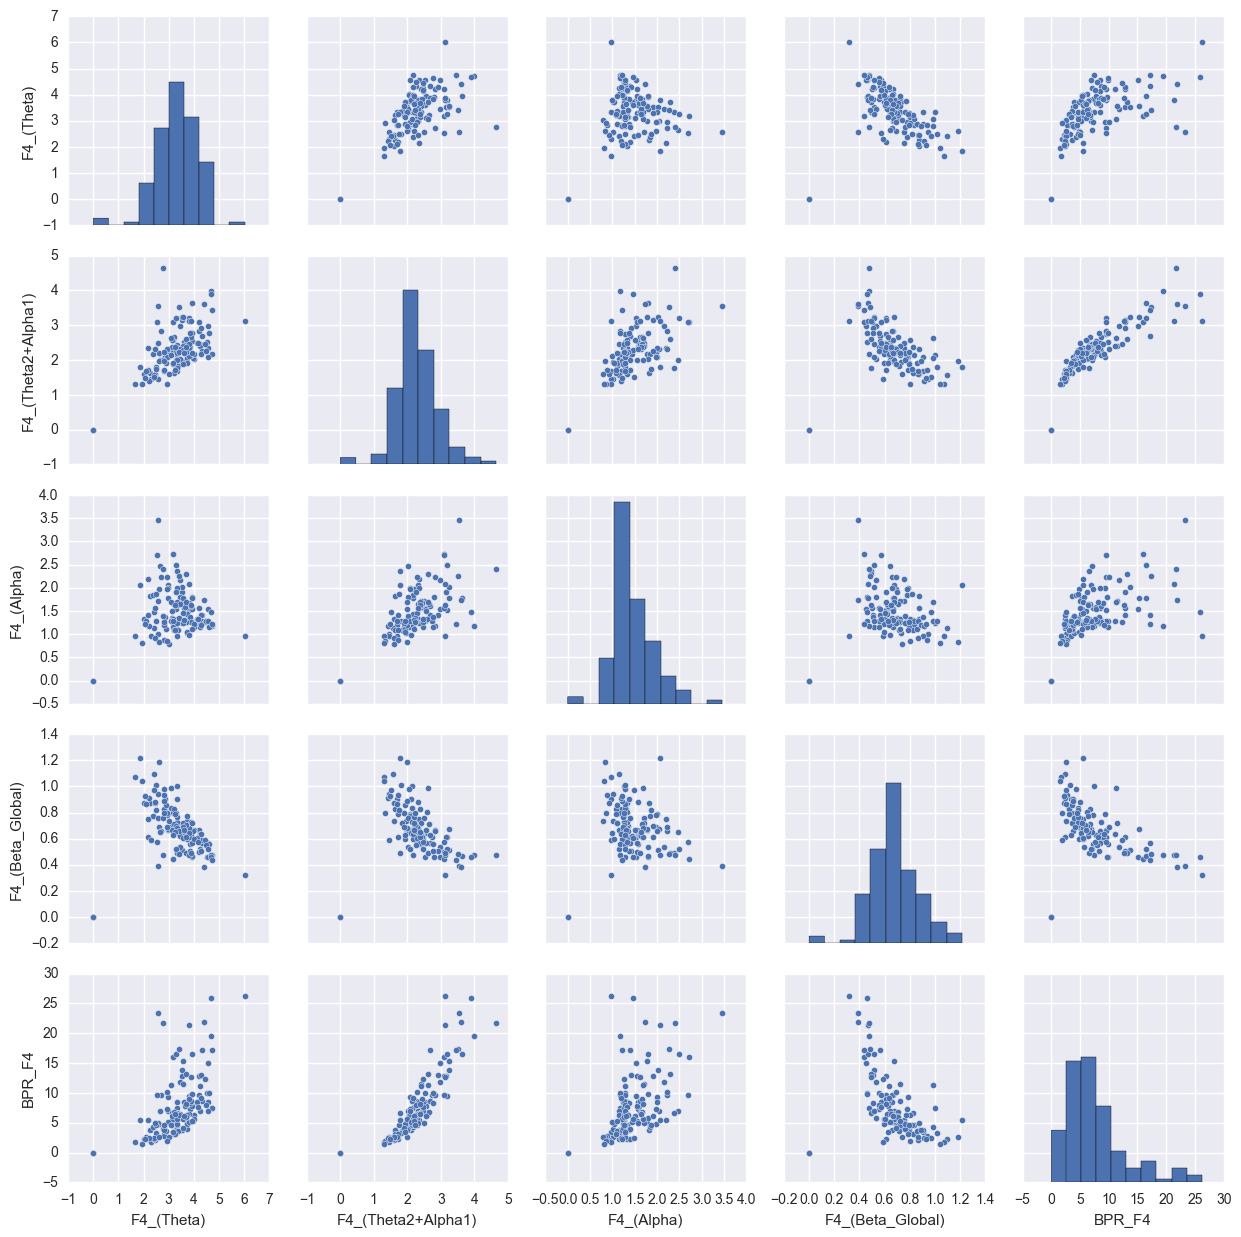 7
6
5
4
3
2
1
0
−1
F4_(Theta)
5
4
3
2
1
0
−1
F4_(Theta2+Alpha1)
4.0
3.5
3.0
2.5
2.0
1.5
1.0
0.5
0.0
−0.5
F4_(Alpha)
1.4
1.2
1.0
0.8
0.6
0.4
0.2
0.0
−0.2
F4_(Beta_Global)
30
25
20
15
10
5
0
−5
BPR_F4
−1 0 1 2 3 4 5 6 7
F4_(Theta)
−1 0 1 2 3 4 5
F4_(Theta2+Alpha1)
−0.5 0.0 0.5 1.0 1.5 2.0 2.5 3.0 3.5 4.0
F4_(Alpha)
−0.2 0.0 0.2 0.4 0.6 0.8 1.0 1.2 1.4
F4_(Beta_Global)
−5 0 5 10 15 20 25 30
BPR_F4